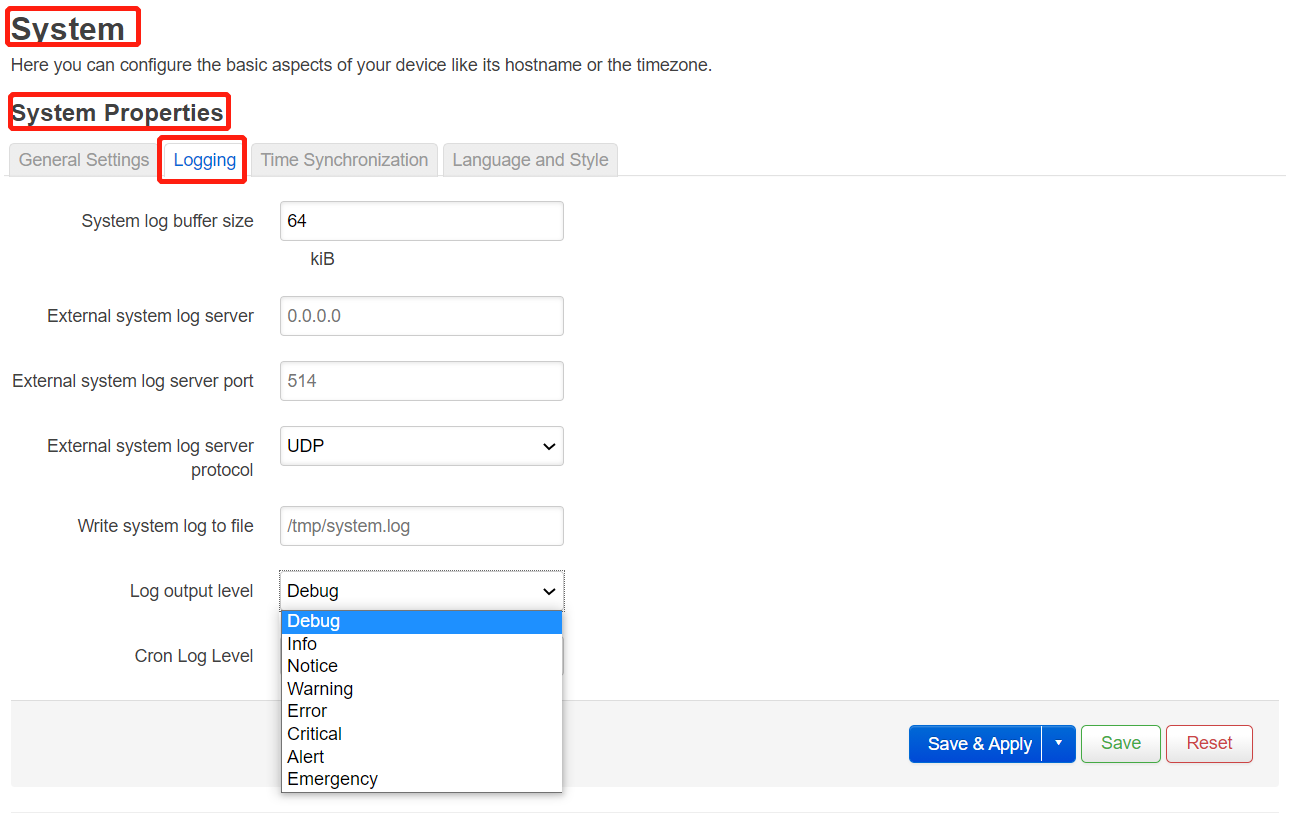 System
Here you can configure the basic aspects of your device like its hostname or the timezone.
System Properties
General Settings Logging Time Synchronization Language and Style
System log buffer size 64
kiB
External system log server 0.0.0.0
External system log server port 514
External system log server protocol UDP
Write system log to file /tmp/system.log
Log output level Debug
Debug
Info
Cron Log Level
Notice
Warning
Error
Critical
Alert
Emergency
Save & Apply Save Reset